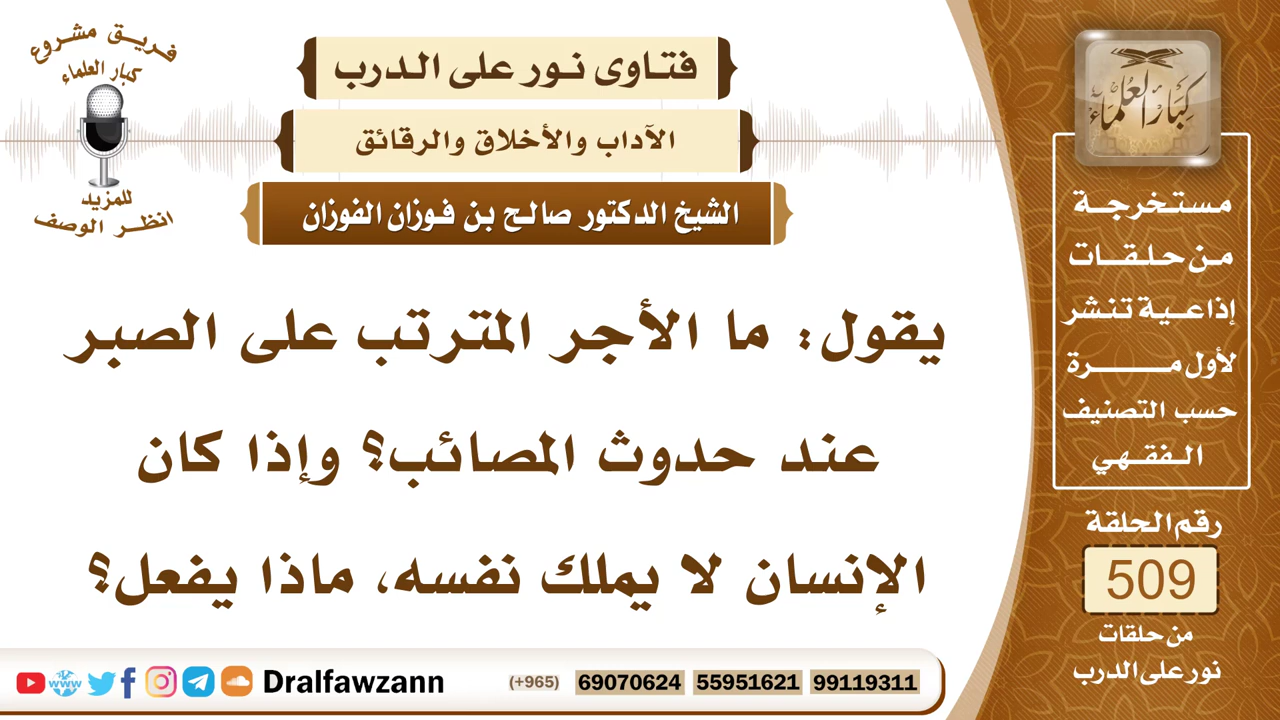 فريق مشروع
كبار العلماء
للمزيد
انظر الوصف
فتاوى نور على الدرب
الآداب والأخلاق والرقائق
الشيخ الدكتور صالح بن فوزان الفوزان
يقول: ما الأجر المترتب على الصبر
عند حدوث المصائب؟ وإذا كان
الإنسان لا يملك نفسه، ماذا يفعل؟
كبار العلماء
مستخرجة
من حلقات
إذاعية تنشر
لأول مرة
حسب التصنيف
الفقهي
رقم الحلقة
509
من حلقات
نور على الدرب
www Dralfawzann (+965) 69070624 55951621 99119311